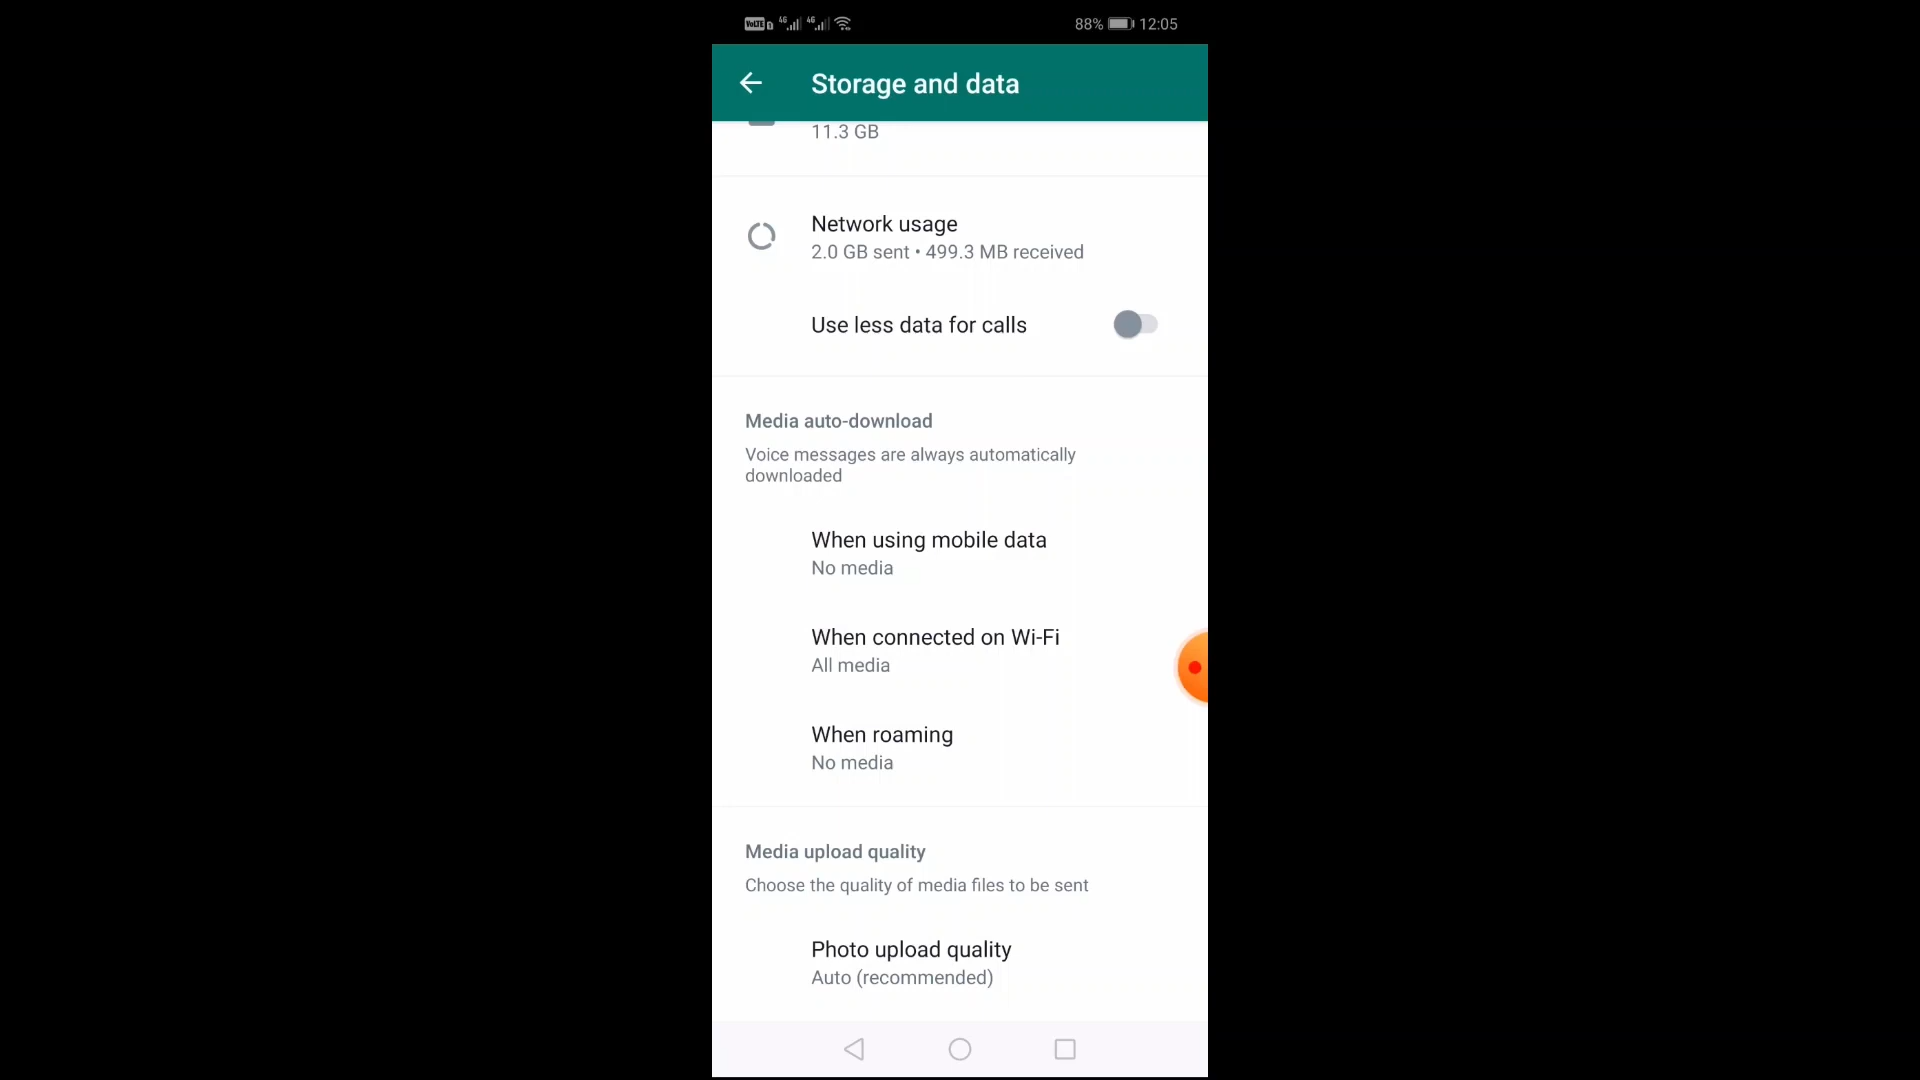 VoLTE 4G 4G 88% 12:05
Storage and data
11.3 GB
Network usage
2.0 GB sent • 499.3 MB received
Use less data for calls
Media auto-download
Voice messages are always automatically
downloaded
When using mobile data
No media
When connected on Wi-Fi
All media
When roaming
No media
Media upload quality
Choose the quality of media files to be sent
Photo upload quality
Auto (recommended)